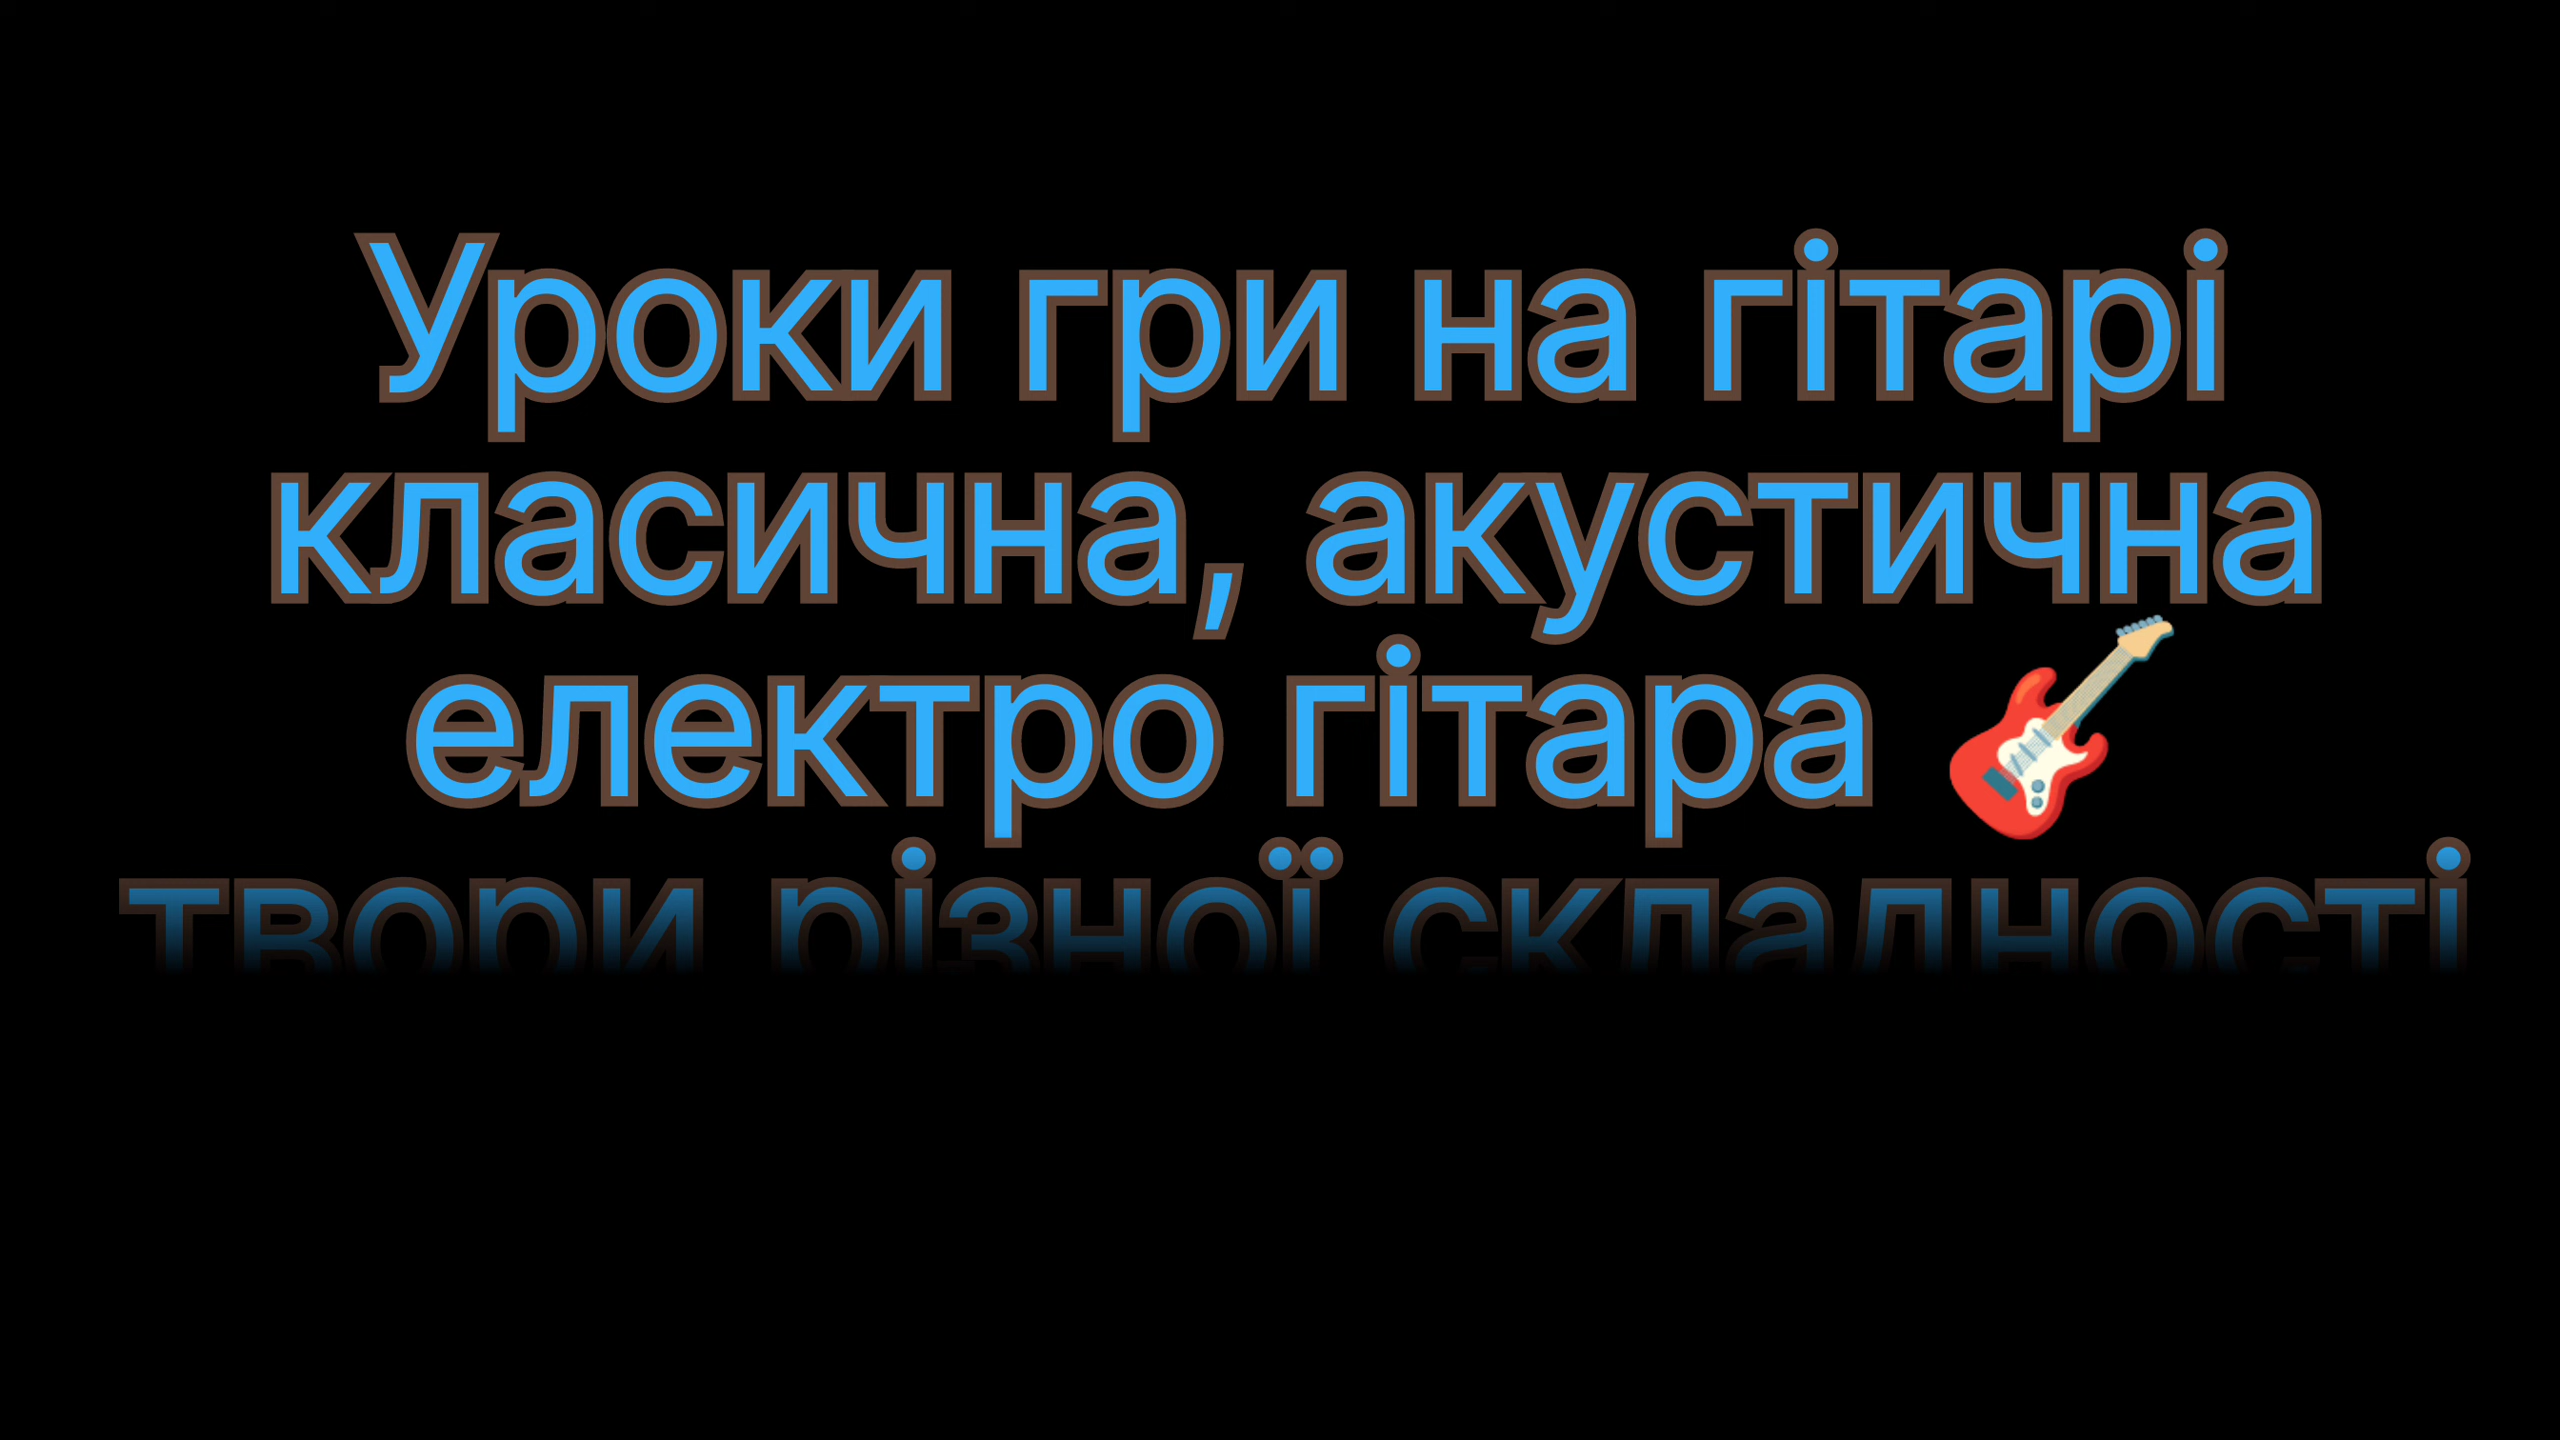 Уроки гри на гітарі
класична, акустична
електро гітара 🎸
твори різної складності